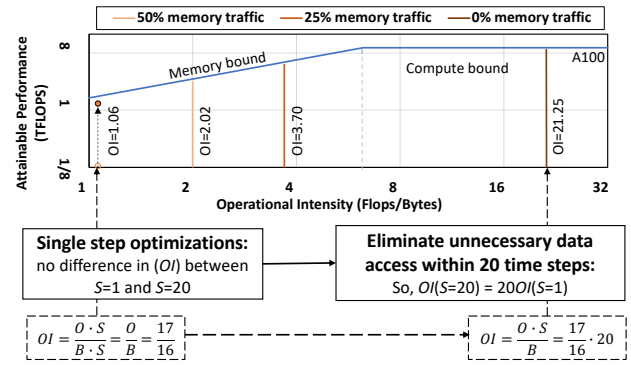 50% memory traffic 25% memory traffic 0% memory traffic
Attainable Performance
(TFLOPS)
8
1
1/8
Memory bound
Compute bound
A100
OI=1.06
OI=2.02
OI=3.70
OI=21.25
1 2 4 8 16 32
Operational Intensity (Flops/Bytes)
Single step optimizations:
no difference in (OI) between
S=1 and S=20
Eliminate unnecessary data
access within 20 time steps:
So, OI(S=20) = 20OI(S=1)
OI = O · S / B · S = O / B = 17 / 16
OI = O · S / B = 17 / 16 · 20